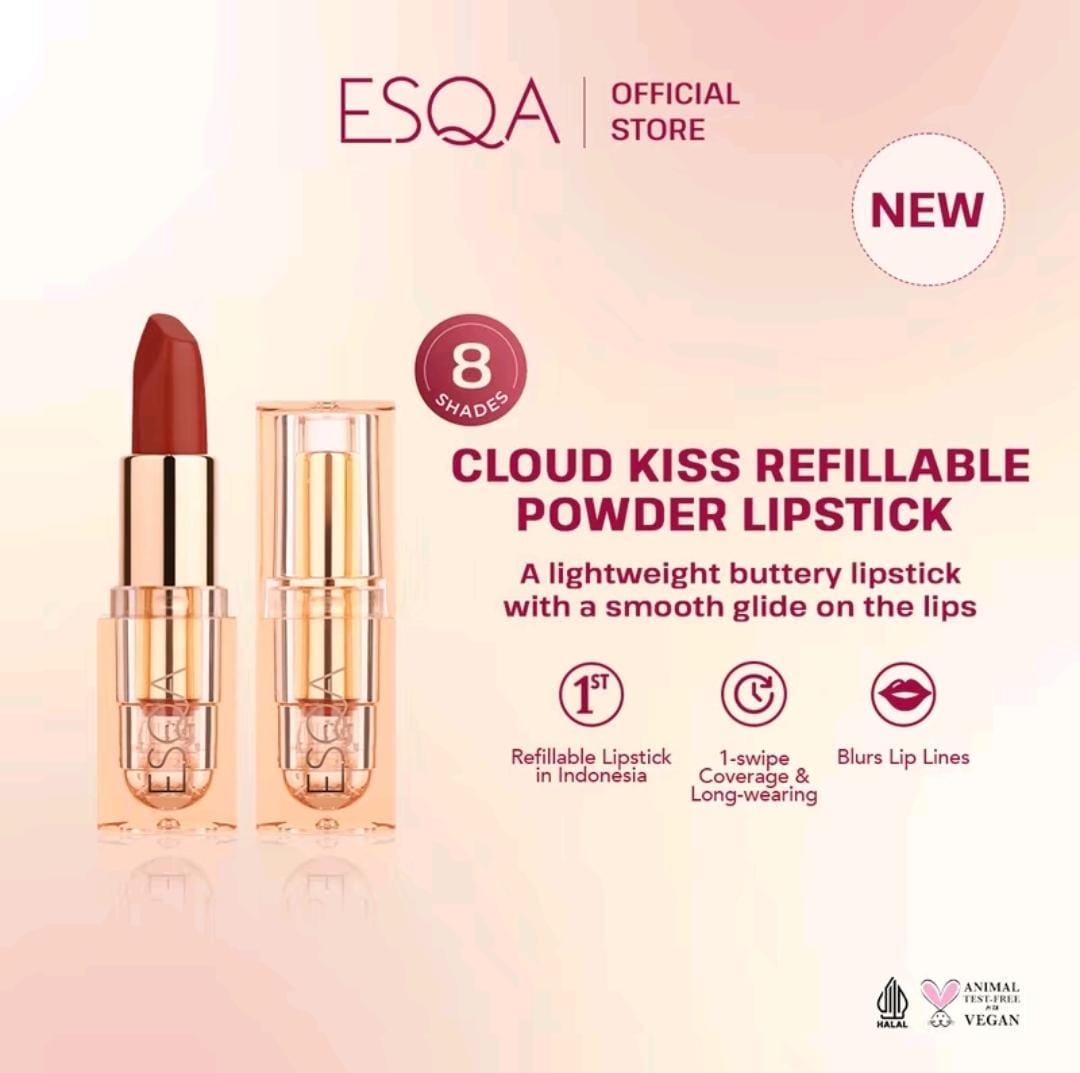 ESQA
OFFICIAL
STORE
NEW
8
SHADES
CLOUD KISS REFILLABLE
POWDER LIPSTICK
A lightweight buttery lipstick
with a smooth glide on the lips
1ST
Refillable Lipstick
in Indonesia
1-swipe
Coverage &
Long-wearing
Blurs Lip Lines
ESQA
ESQA
HALAL
ANIMAL
TEST-FREE
PETA
VEGAN